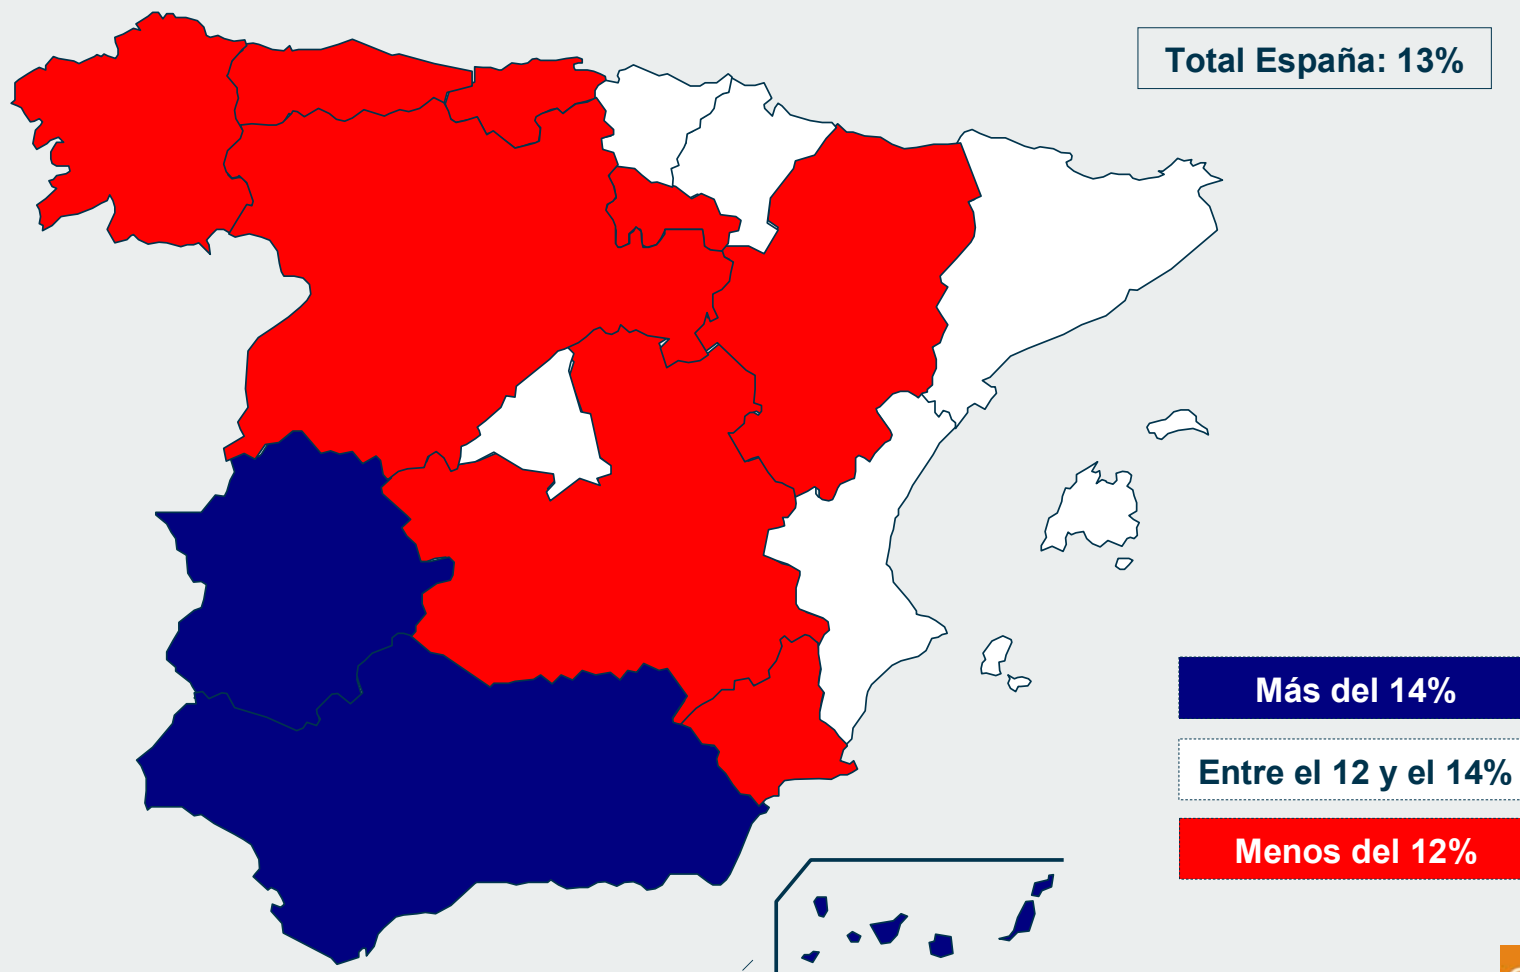 Total España: 13%
Más del 14%
Entre el 12 y el 14%
Menos del 12%